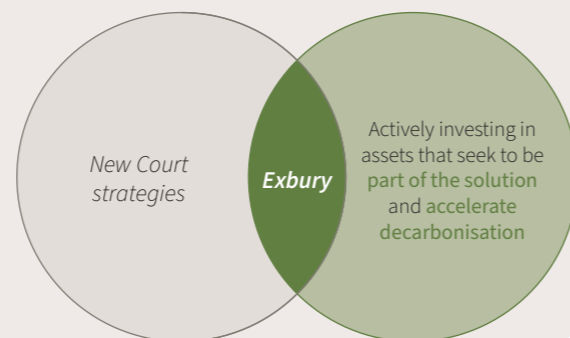 New Court
strategies
Exbury
Actively investing in
assets that seek to be
part of the solution
and accelerate
decarbonisation